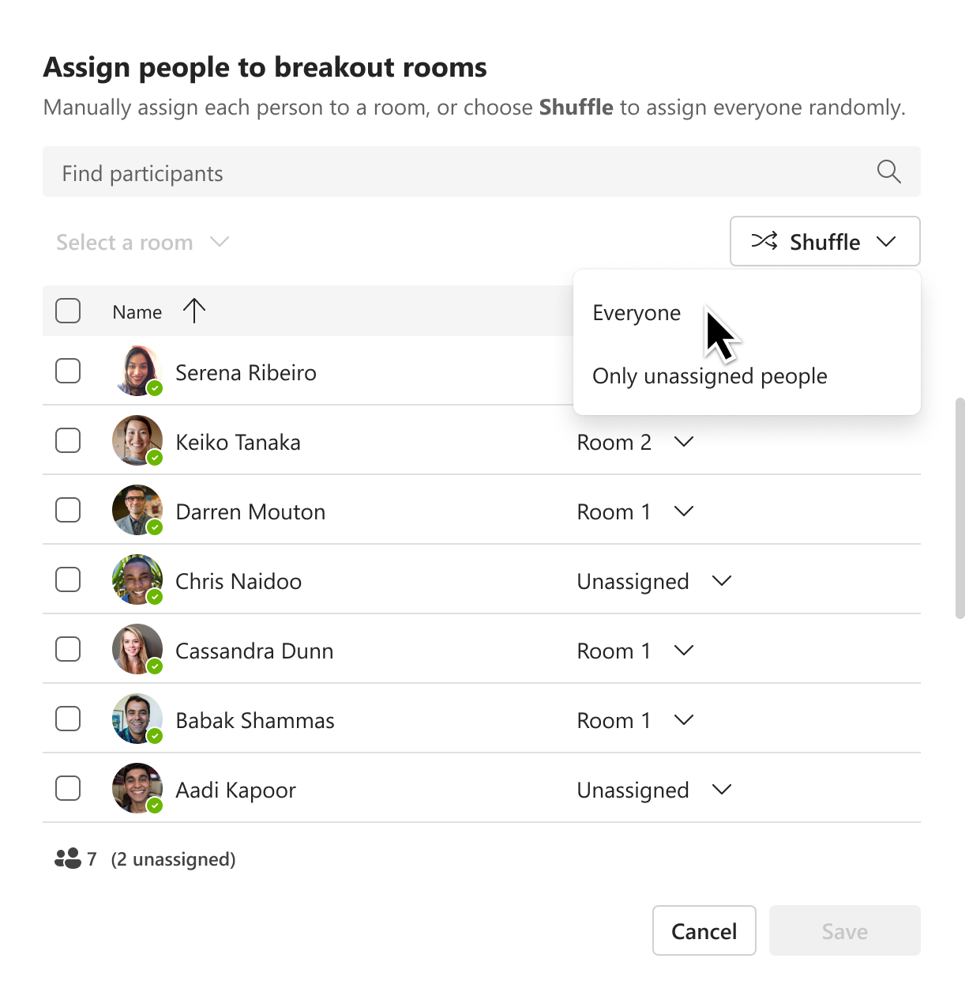 Assign people to breakout rooms
Manually assign each person to a room, or choose Shuffle to assign everyone randomly.
Find participants
Select a room
Shuffle
Name
Everyone
Only unassigned people
Serena Ribeiro
Keiko Tanaka
Room 2
Darren Mouton
Room 1
Chris Naidoo
Unassigned
Cassandra Dunn
Room 1
Babak Shammas
Room 1
Aadi Kapoor
Unassigned
7 (2 unassigned)
Cancel
Save